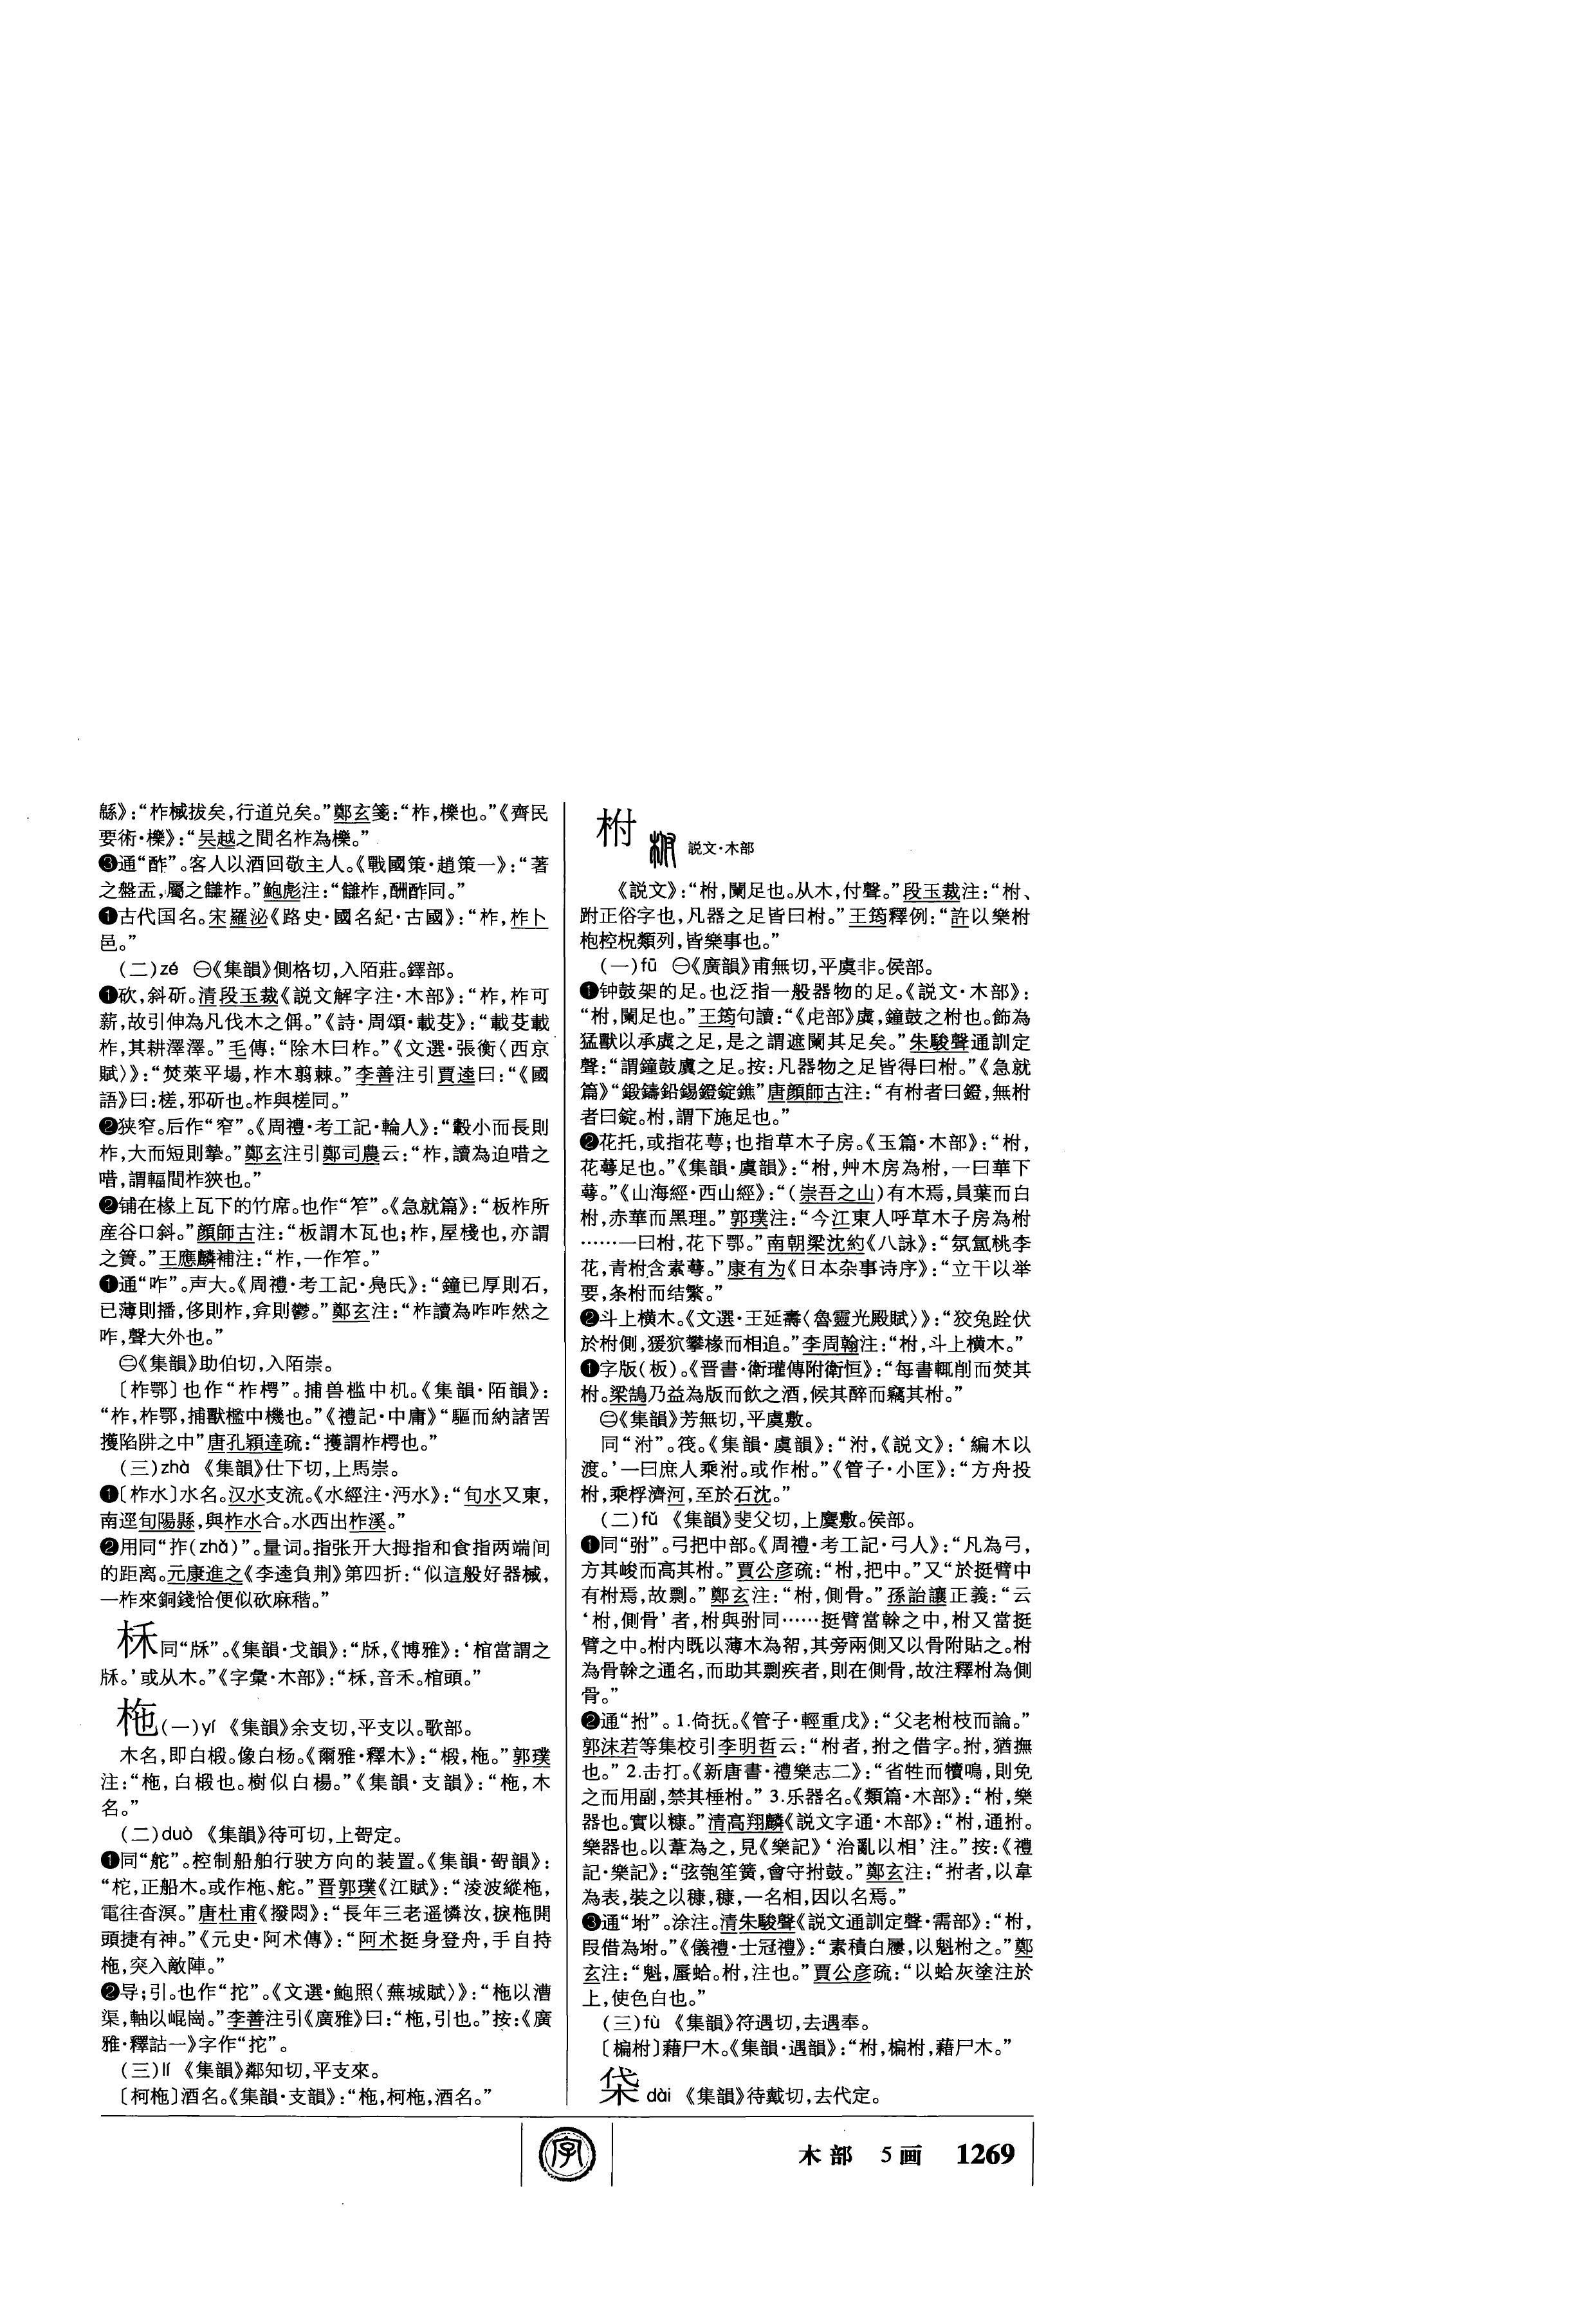 緜》：“柞棫拔矣，行道兑矣。”鄭玄箋：“柞，櫟也。”《齊民
要術·櫟》：“吴越之間名柞為櫟。”
❸通“酢”。客人以酒回敬主人。《戰國策·趙策一》：“著
之盤盂，屬之讎柞。”鮑彪注：“讎柞，酬酢同。”
❶古代国名。宋羅泌《路史·國名紀·古國》：“柞，柞卜
邑。”
（二）zé ㊀《集韻》側格切，入陌莊。鐸部。
❶砍，斜斫。清段玉裁《説文解字注·木部》：“柞，柞可
薪，故引伸為凡伐木之偁。”《詩·周頌·載芟》：“載芟載
柞，其耕澤澤。”毛傳：“除木曰柞。”《文選·張衡〈西京
賦〉》：“焚萊平場，柞木翦棘。”李善注引賈逵曰：“《國
語》曰：槎，邪斫也。柞與槎同。”
❷狭窄。后作“窄”。《周禮·考工記·輪人》：“轂小而長則
柞，大而短則摯。”鄭玄注引鄭司農云：“柞，讀為迫唶之
唶，謂輻間柞狹也。”
❷铺在椽上瓦下的竹席。也作“笮”。《急就篇》：“板柞所
産谷口斜。”顔師古注：“板謂木瓦也；柞，屋棧也，亦謂
之簀。”王應麟補注：“柞，一作笮。”
❶通“咋”。声大。《周禮·考工記·鳧氏》：“鐘已厚則石，
已薄則播，侈則柞，弇則鬱。”鄭玄注：“柞讀為咋咋然之
咋，聲大外也。”
㊁《集韻》助伯切，入陌崇。
〔柞鄂〕也作“柞楞”。捕兽槛中机。《集韻·陌韻》：
“柞，柞鄂，捕獸檻中機也。”《禮記·中庸》“驅而納諸罟
擭陷阱之中”唐孔穎達疏：“擭謂柞樗也。”
（三）zhà 《集韻》仕下切，上馬崇。
❶〔柞水〕水名。汉水支流。《水經注·沔水》：“旬水又東，
南逕旬陽縣，與柞水合。水西出柞溪。”
❷用同“拃（zhǎ）”。量词。指张开大拇指和食指两端间
的距离。元康進之《李逵負荆》第四折：“似這般好器械，
一柞來銅錢恰便似砍麻稭。”
柇同“㸿”。《集韻·戈韻》：“㸿，《博雅》：‘棺當謂之
㸿。’或从木。”《字彙·木部》：“柇，音禾。棺頭。”
柂（一）yí 《集韻》余支切，平支以。歌部。
木名，即白椴。像白杨。《爾雅·釋木》：“椴，柂。”郭璞
注：“柂，白椴也。樹似白楊。”《集韻·支韻》：“柂，木
名。”
（二）duò 《集韻》待可切，上哿定。
❶同“舵”。控制船舶行驶方向的装置。《集韻·哿韻》：
“柁，正船木。或作柂、舵。”晋郭璞《江賦》：“淩波縱柂，
電往杳溟。”唐杜甫《撥悶》：“長年三老遥憐汝，捩柂開
頭捷有神。”《元史·阿术傳》：“阿术挺身登舟，手自持
柂，突入敵陣。”
❷导；引。也作“拕”。《文選·鮑照〈蕪城賦〉》：“柂以漕
渠，軸以崐崗。”李善注引《廣雅》曰：“柂，引也。”按：《廣
雅·釋詁一》字作“拕”。
（三）lí 《集韻》鄰知切，平支來。
〔柯柂〕酒名。《集韻·支韻》：“柂，柯柂，酒名。”
柎 説文·木部
《説文》：“柎，闌足也。从木，付聲。”段玉裁注：“柎、
跗正俗字也，凡器之足皆曰柎。”王筠釋例：“許以樂柎
枹椌柷類列，皆樂事也。”
（一）fū ㊀《廣韻》甫無切，平虞非。侯部。
❶钟鼓架的足。也泛指一般器物的足。《説文·木部》：
“柎，闌足也。”王筠句讀：“《虍部》虡，鐘鼓之柎也。飾為
猛獸以承虡之足，是之謂遮闌其足矣。”朱駿聲通訓定
聲：“謂鐘鼓虡之足。按：凡器物之足皆得曰柎。”《急就
篇》“鍛鑄鉛錫鐙錠鐎”唐顔師古注：“有柎者曰鐙，無柎
者曰錠。柎，謂下施足也。”
❷花托，或指花萼；也指草木子房。《玉篇·木部》：“柎，
花蕚足也。”《集韻·虞韻》：“柎，艸木房為柎，一曰華下
萼。”《山海經·西山經》：“（崇吾之山）有木焉，員葉而白
柎，赤華而黑理。”郭璞注：“今江東人呼草木子房為柎
……一曰柎，花下鄂。”南朝梁沈約《八詠》：“氛氲桃李
花，青柎含素蕚。”康有为《日本杂事诗序》：“立干以举
要，条柎而结繁。”
❷斗上横木。《文選·王延壽〈魯靈光殿賦〉》：“狡兔跧伏
於柎側，猨狖攀椽而相追。”李周翰注：“柎，斗上横木。”
❶字版（板）。《晋書·衛瓘傳附衛恒》：“每書輒削而焚其
柎。梁鵠乃益為版而飲之酒，候其醉而竊其柎。”
㊁《集韻》芳無切，平虞敷。
同“泭”。筏。《集韻·虞韻》：“泭，《説文》：‘編木以
渡。’一曰庶人乘泭。或作柎。”《管子·小匡》：“方舟投
柎，乘桴濟河，至於石沈。”
（二）fǔ 《集韻》斐父切，上麌敷。侯部。
❶同“弣”。弓把中部。《周禮·考工記·弓人》：“凡為弓，
方其峻而高其柎。”賈公彦疏：“柎，把中。”又“於挺臂中
有柎焉，故剽。”鄭玄注：“柎，側骨。”孫詒讓正義：“云
‘柎，側骨’者，柎與弣同……挺臂當榦之中，柎又當挺
臂之中。柎内既以薄木為帤，其旁兩側又以骨附貼之。柎
為骨榦之通名，而助其剽疾者，則在側骨，故注釋柎為側
骨。”
❷通“拊”。1.倚抚。《管子·輕重戊》：“父老柎枝而論。”
郭沫若等集校引李明哲云：“柎者，拊之借字。拊，猶撫
也。” 2.击打。《新唐書·禮樂志二》：“省牲而犢鳴，則免
之而用副，禁其棰柎。” 3.乐器名。《類篇·木部》：“柎，樂
器也。實以糠。”清高翔麟《説文字通·木部》：“柎，通拊。
樂器也。以葦為之，見《樂記》‘治亂以相’注。”按：《禮
記·樂記》：“弦匏笙簧，會守拊鼓。”鄭玄注：“拊者，以韋
為表，裝之以糠，糠，一名相，因以名焉。”
❸通“坿”。涂注。清朱駿聲《説文通訓定聲·需部》：“柎，
叚借為坿。”《儀禮·士冠禮》：“素積白屨，以魁柎之。”鄭
玄注：“魁，蜃蛤。柎，注也。”賈公彦疏：“以蛤灰塗注於
上，使色白也。”
（三）fù 《集韻》符遇切，去遇奉。
〔楄柎〕藉尸木。《集韻·遇韻》：“柎，楄柎，藉尸木。”
柋 dài 《集韻》待戴切，去代定。
字
木部 5画 1269